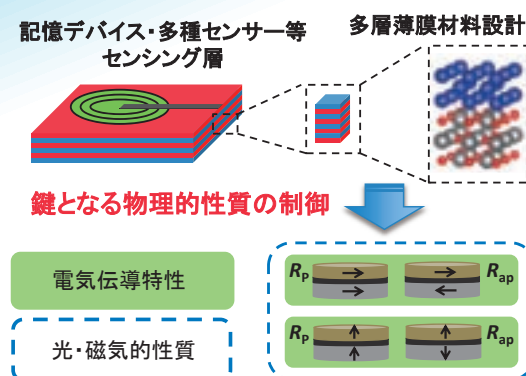 記憶デバイス・多種センサー等
センシング層
多層薄膜材料設計
鍵となる物理的性質の制御
電気伝導特性
光・磁気的性質
RP
Rap
RP
Rap